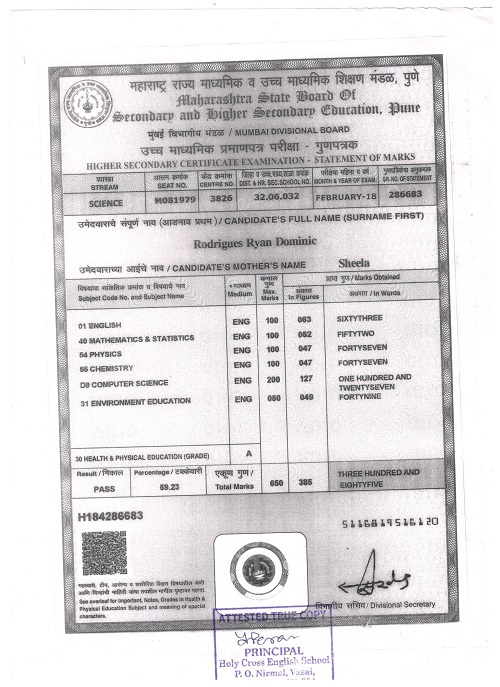 महाराष्ट्र राज्य माध्यमिक व उच्च माध्यमिक शिक्षण मंडळ, पुणे
Maharashtra State Board Of
Secondary and Higher Secondary Education, Pune
मुंबई विभागीय मंडळ / MUMBAI DIVISIONAL BOARD
उच्च माध्यमिक प्रमाणपत्र परीक्षा - गुणपत्रक
HIGHER SECONDARY CERTIFICATE EXAMINATION - STATEMENT OF MARKS
शाखा STREAM आसन क्रमांक SEAT NO. केंद्र क्रमांक CENTRE NO. DIST. & HR. SEC. SCHOOL NO. परीक्षेचा महिना व वर्ष MONTH & YEAR OF EXAM. SR. NO. OF STATEMENT
SCIENCE M081979 3826 32.06.032 FEBRUARY-18 286683
उमेदवाराचे संपूर्ण नाव (आडनाव प्रथम) / CANDIDATE'S FULL NAME (SURNAME FIRST)
Rodrigues Ryan Dominic
उमेदवाराच्या आईचे नाव / CANDIDATE'S MOTHER'S NAME Sheela
विषयाचा सांकेतिक क्रमांक व विषयाचे नाव माध्यम कमाल गुण प्राप्त गुण / Marks Obtained
Subject Code No. and Subject Name Medium Max. Marks अंकात In Figures अक्षरात / In Words
01 ENGLISH ENG 100 063 SIXTYTHREE
40 MATHEMATICS & STATISTICS ENG 100 052 FIFTYTWO
54 PHYSICS ENG 100 047 FORTYSEVEN
55 CHEMISTRY ENG 100 047 FORTYSEVEN
D9 COMPUTER SCIENCE ENG 200 127 ONE HUNDRED AND
TWENTYSEVEN
31 ENVIRONMENT EDUCATION ENG 050 049 FORTYNINE
30 HEALTH & PHYSICAL EDUCATION (GRADE) A
Result / निकाल Percentage / टक्केवारी एकूण गुण / Total Marks 650 385 THREE HUNDRED AND
PASS 59.23 EIGHTYFIVE
H184286683
5116819516120
See overleaf for Important, Notes, Grades in Health &
Physical Education Subject and meaning of special
characters.
विभागीय सचिव / Divisional Secretary
ATTESTED TRUE COPY
PRINCIPAL
Holy Cross English School
P. O. Nirmal, Vasai,